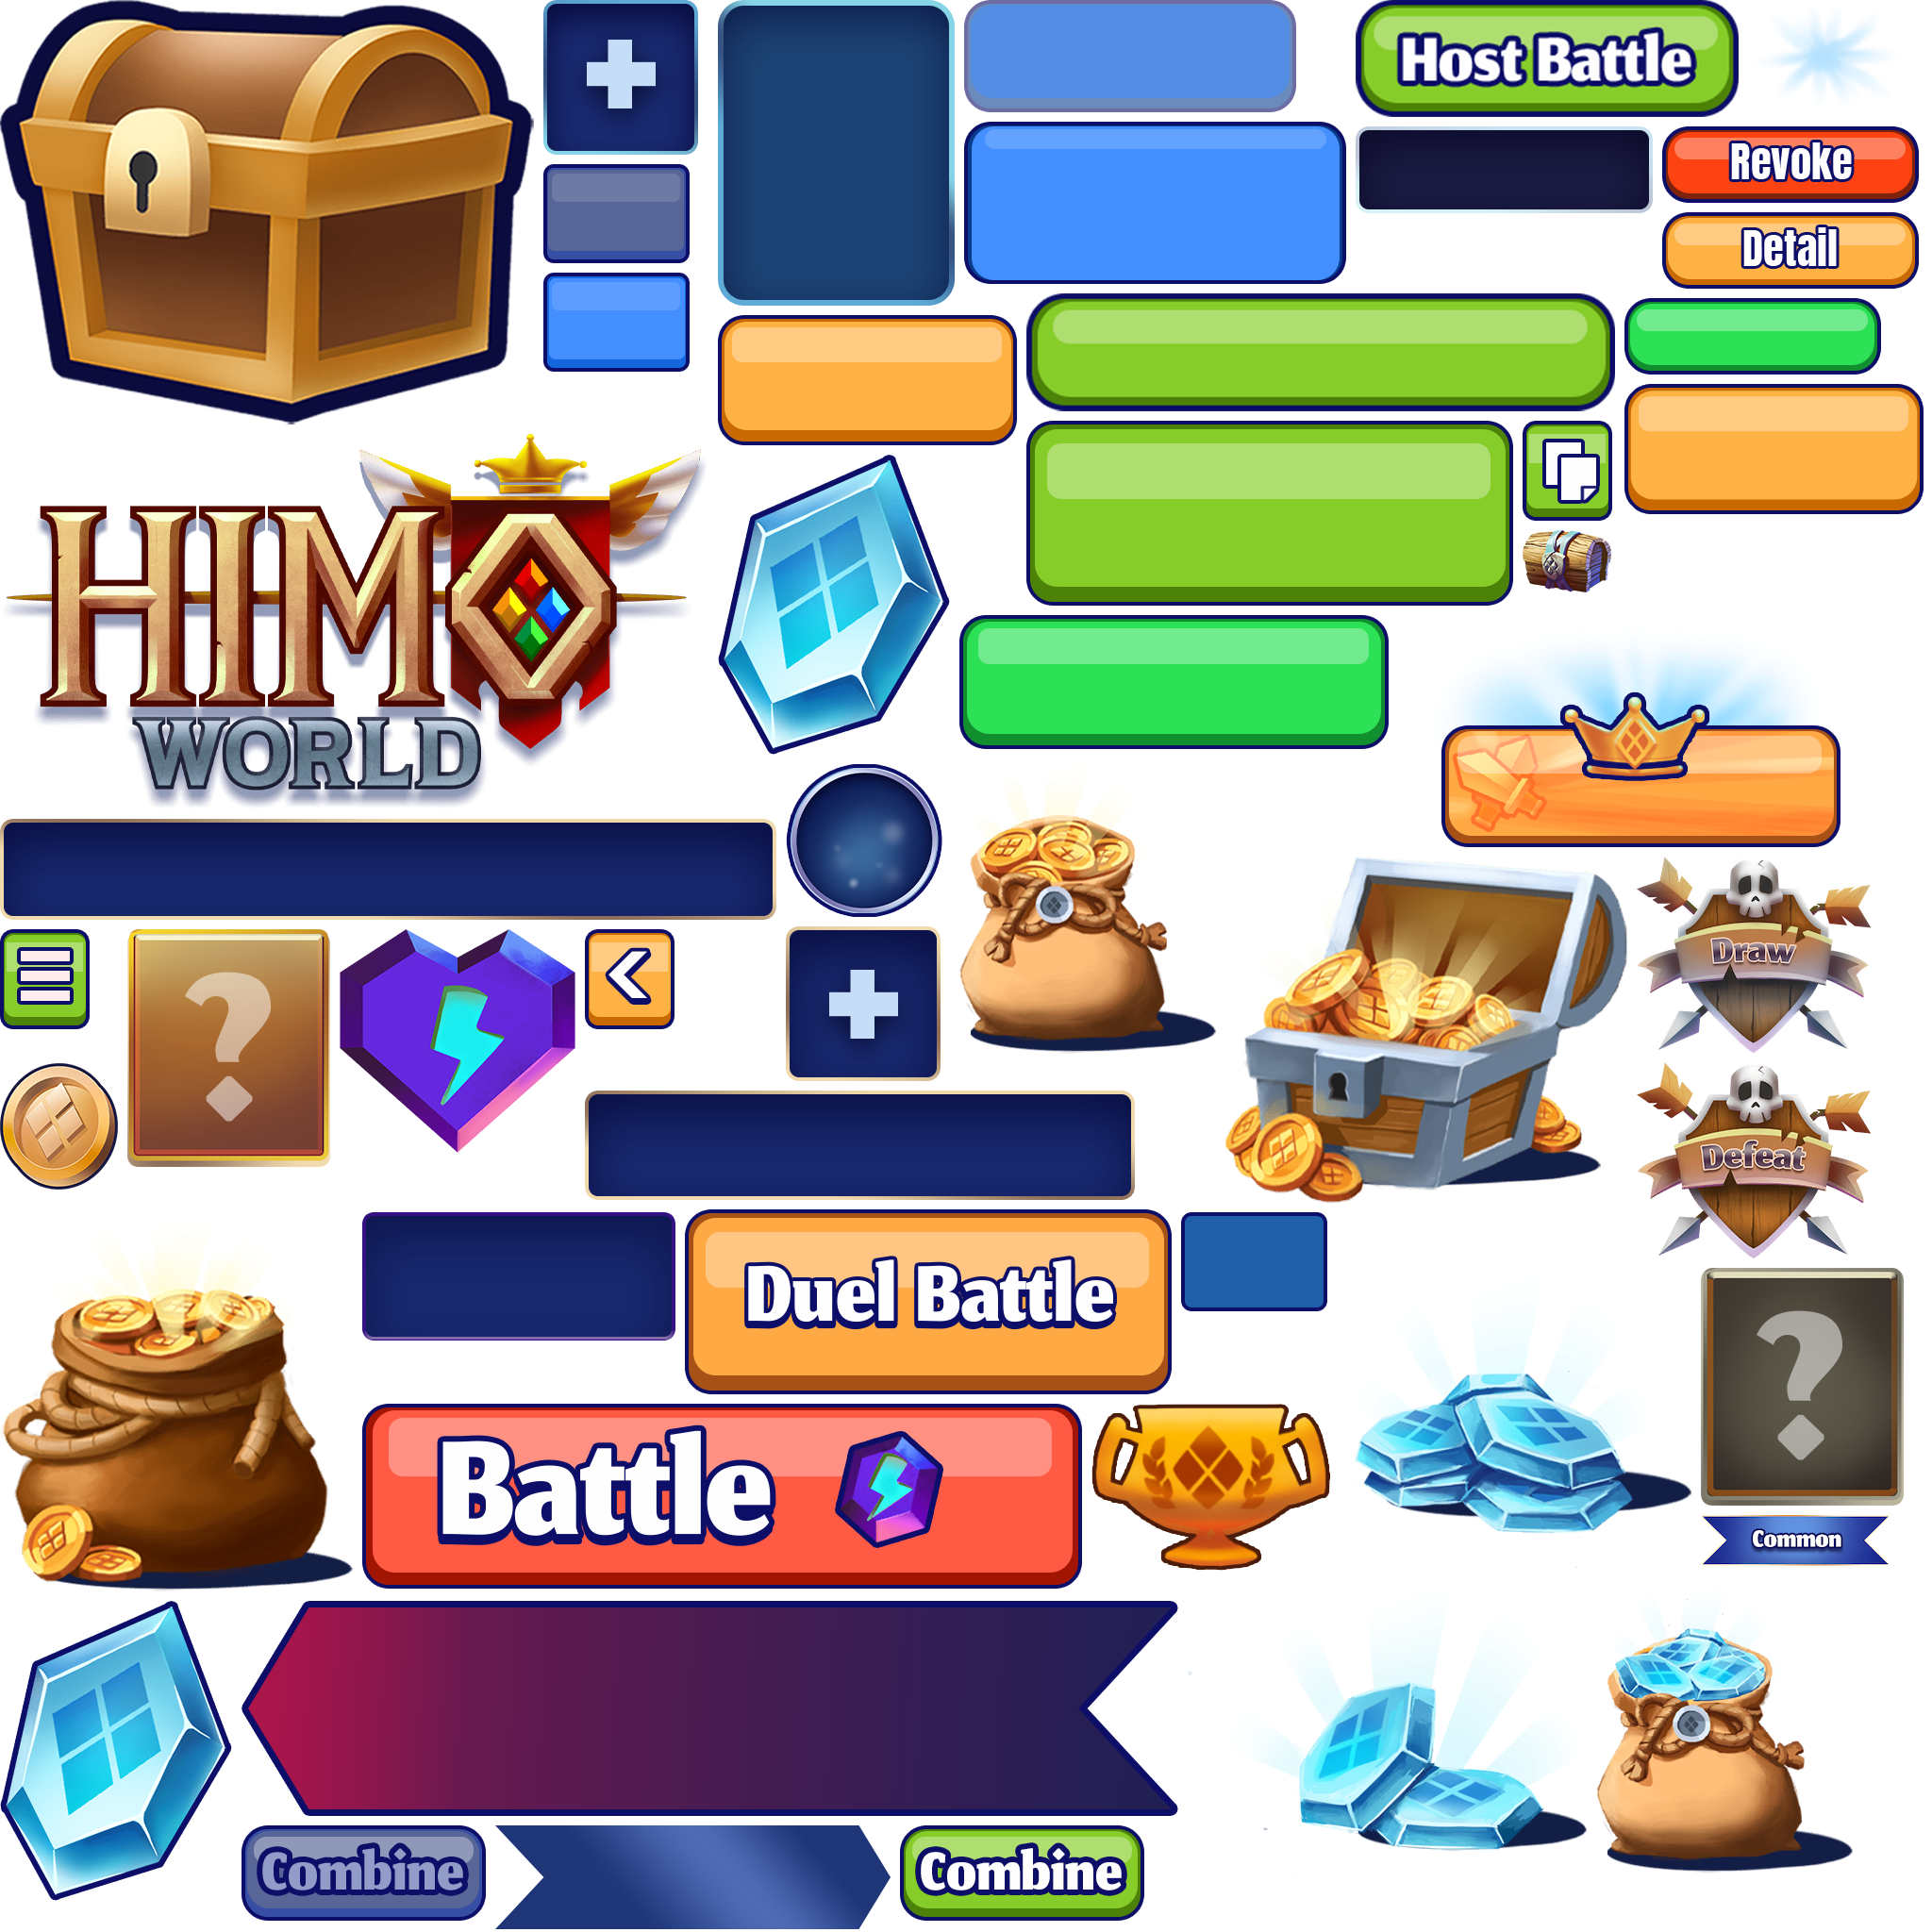 Host Battle
Revoke
Detail
HIMO
WORLD
?
Draw
Defeat
Duel Battle
?
Battle
Common
Combine
Combine